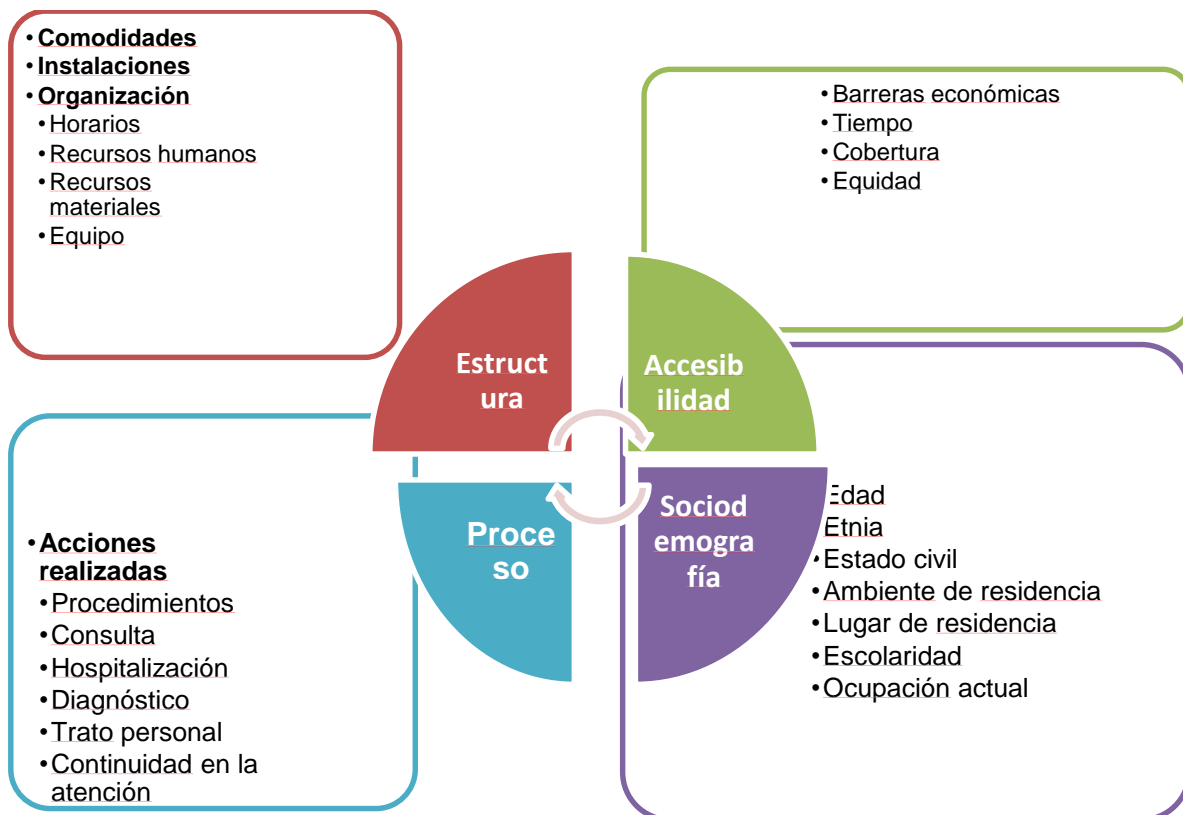 • Comodidades
• Instalaciones
• Organización
• Horarios
• Recursos humanos
• Recursos
materiales
• Equipo
• Barreras económicas
• Tiempo
• Cobertura
• Equidad
Estruct
ura
Accesib
ilidad
Proce
so
Sociod
emogra
fía
• Acciones
realizadas
• Procedimientos
• Consulta
• Hospitalización
• Diagnóstico
• Trato personal
• Continuidad en la
atención
Edad
Etnia
• Estado civil
• Ambiente de residencia
• Lugar de residencia
• Escolaridad
• Ocupación actual